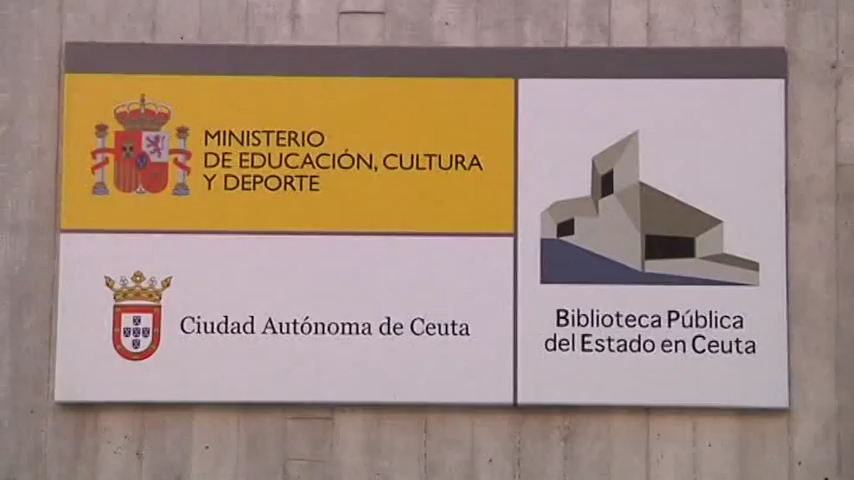 MINISTERIO
DE EDUCACIÓN, CULTURA
Y DEPORTE
Ciudad Autónoma de Ceuta
Biblioteca Pública
del Estado en Ceuta